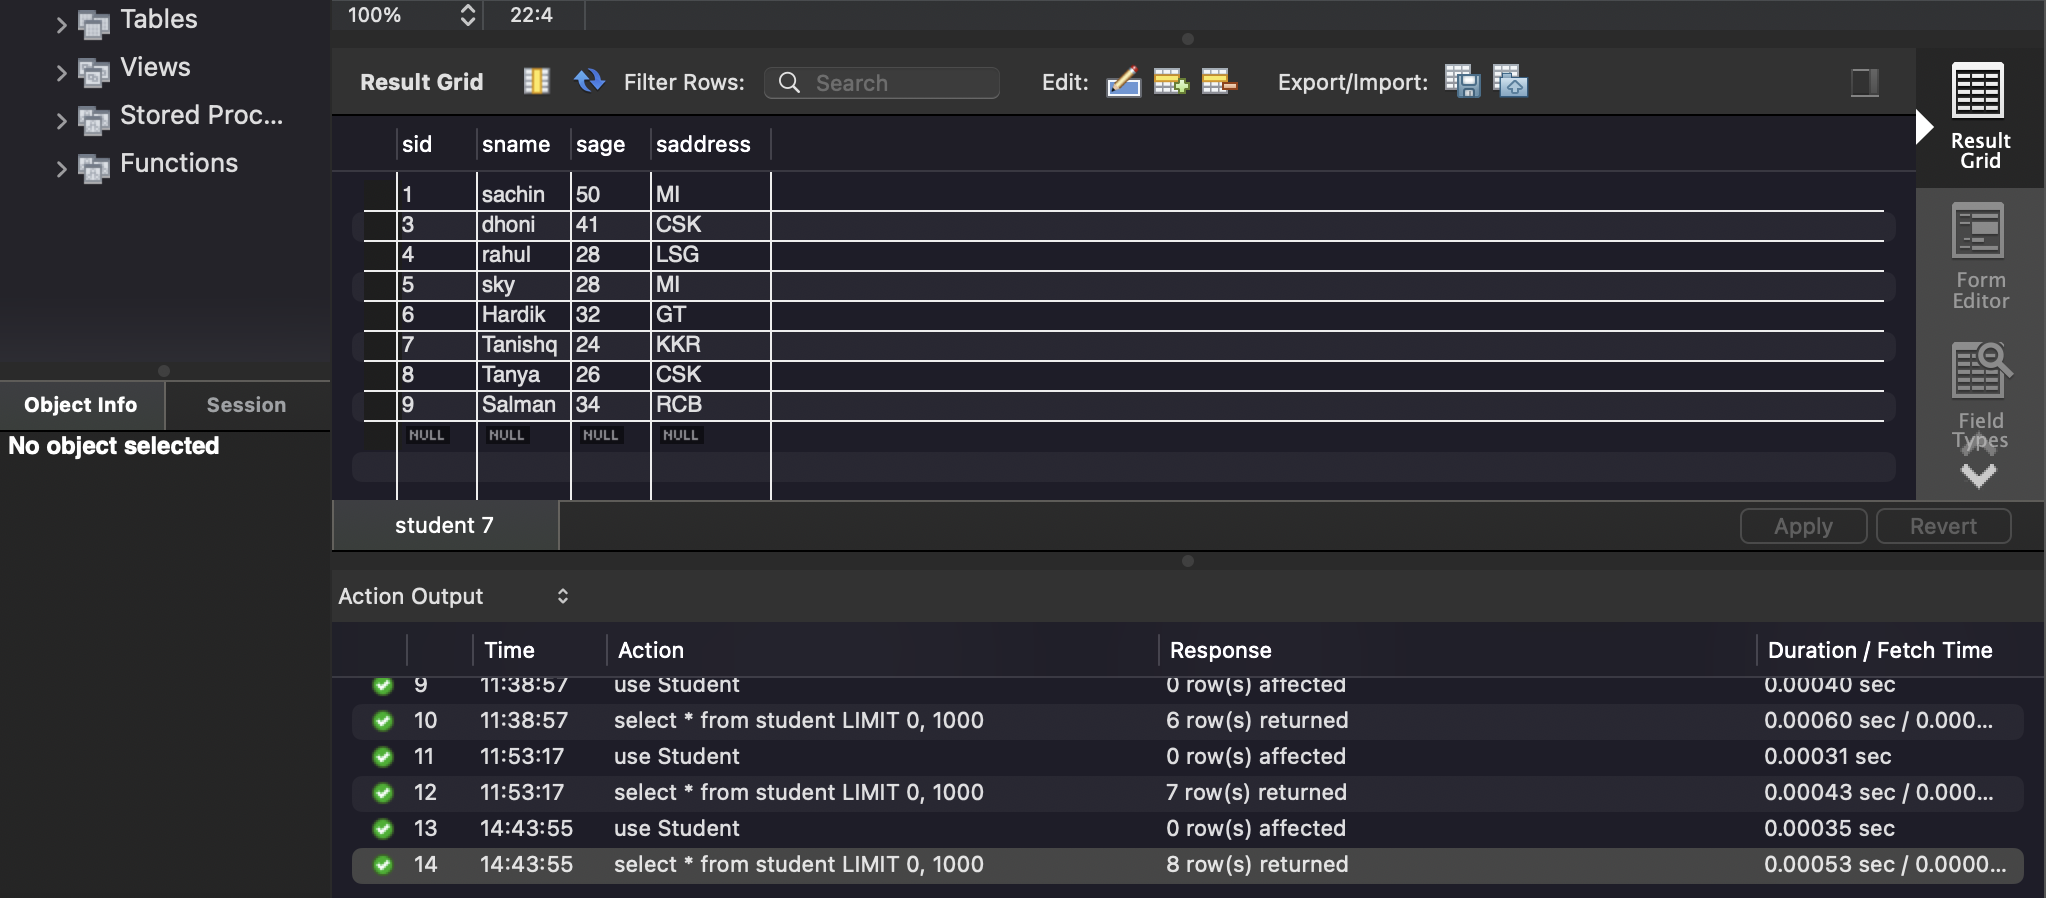 Tables
Views
Stored Proc...
Functions
Object Info Session
No object selected
100% 22:4
Result Grid Filter Rows: Search Edit: Export/Import:
sid sname sage saddress
1 sachin 50 MI
3 dhoni 41 CSK
4 rahul 28 LSG
5 sky 28 MI
6 Hardik 32 GT
7 Tanishq 24 KKR
8 Tanya 26 CSK
9 Salman 34 RCB
NULL NULL NULL NULL
Result
Grid
Form
Editor
Field
Types
student 7 Apply Revert
Action Output
Time Action Response Duration / Fetch Time
9 11:38:57 use Student 0 row(s) affected 0.00040 sec
10 11:38:57 select * from student LIMIT 0, 1000 6 row(s) returned 0.00060 sec / 0.000...
11 11:53:17 use Student 0 row(s) affected 0.00031 sec
12 11:53:17 select * from student LIMIT 0, 1000 7 row(s) returned 0.00043 sec / 0.000...
13 14:43:55 use Student 0 row(s) affected 0.00035 sec
14 14:43:55 select * from student LIMIT 0, 1000 8 row(s) returned 0.00053 sec / 0.0000...